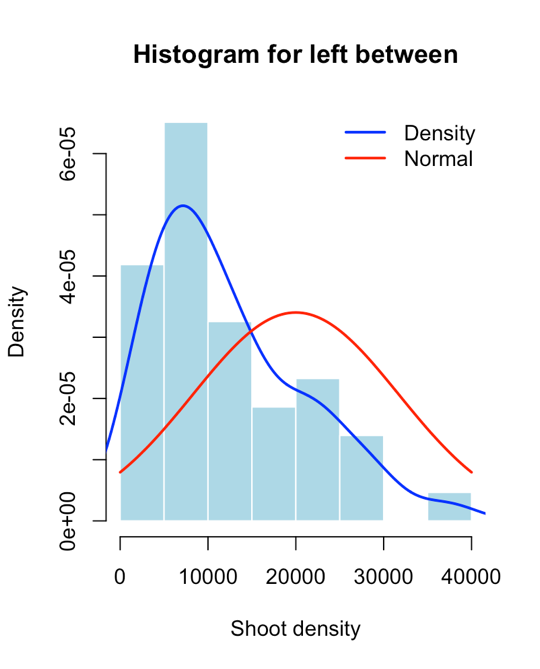 Histogram for left between
Density
Normal
Density
0e+00
2e-05
4e-05
6e-05
0
10000
20000
30000
40000
Shoot density